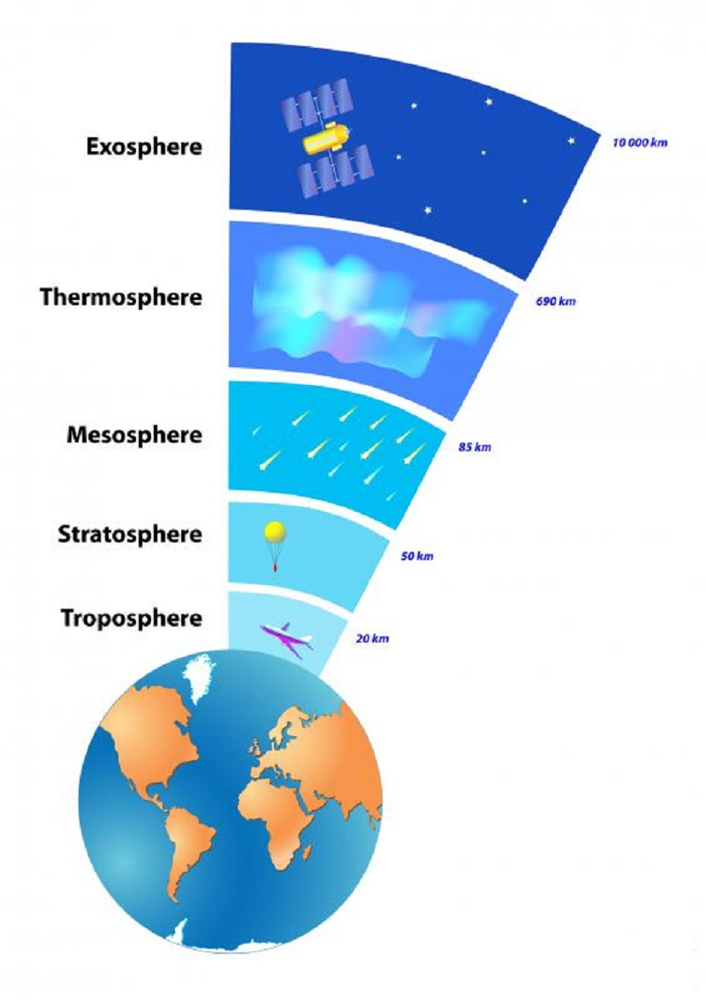 Exosphere
10 000 km
Thermosphere
690 km
Mesosphere
85 km
Stratosphere
50 km
Troposphere
20 km